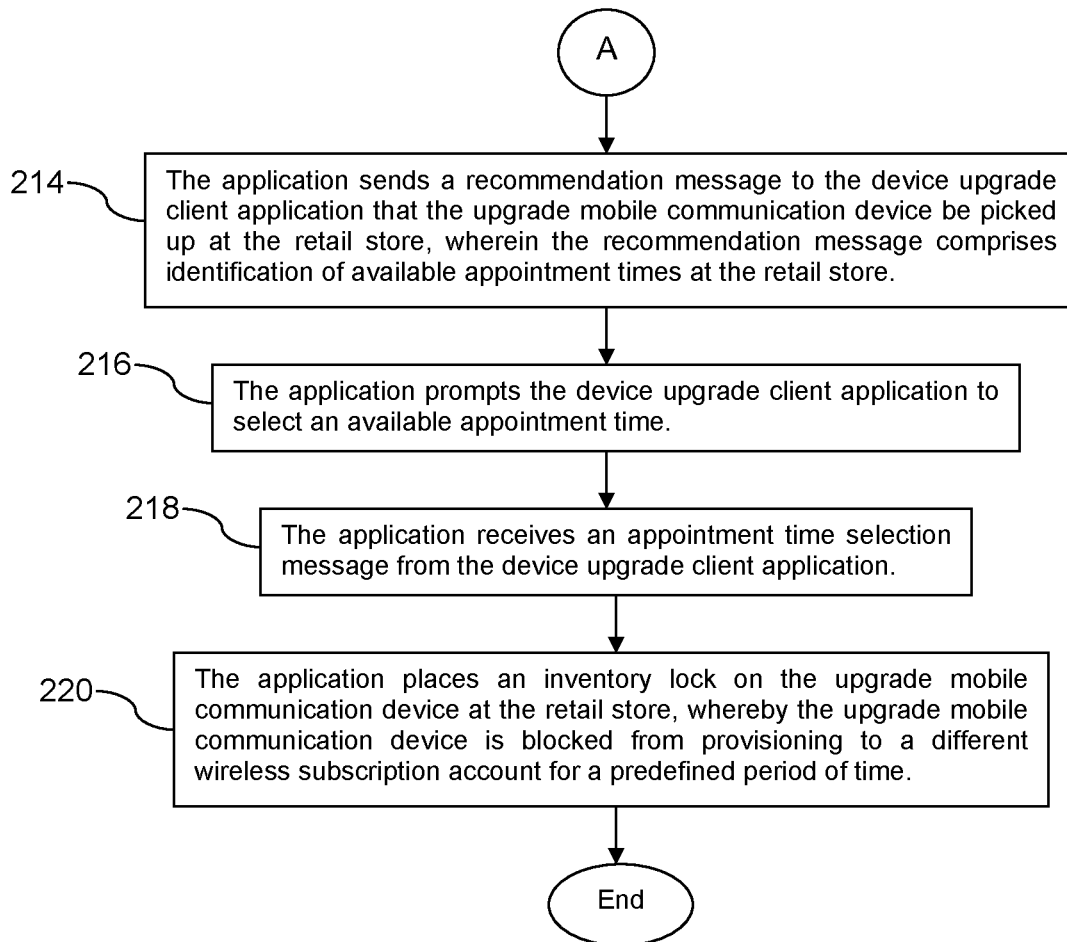 A
214
The application sends a recommendation message to the device upgrade
client application that the upgrade mobile communication device be picked
up at the retail store, wherein the recommendation message comprises
identification of available appointment times at the retail store.
216
The application prompts the device upgrade client application to
select an available appointment time.
218
The application receives an appointment time selection
message from the device upgrade client application.
220
The application places an inventory lock on the upgrade mobile
communication device at the retail store, whereby the upgrade mobile
communication device is blocked from provisioning to a different
wireless subscription account for a predefined period of time.
End